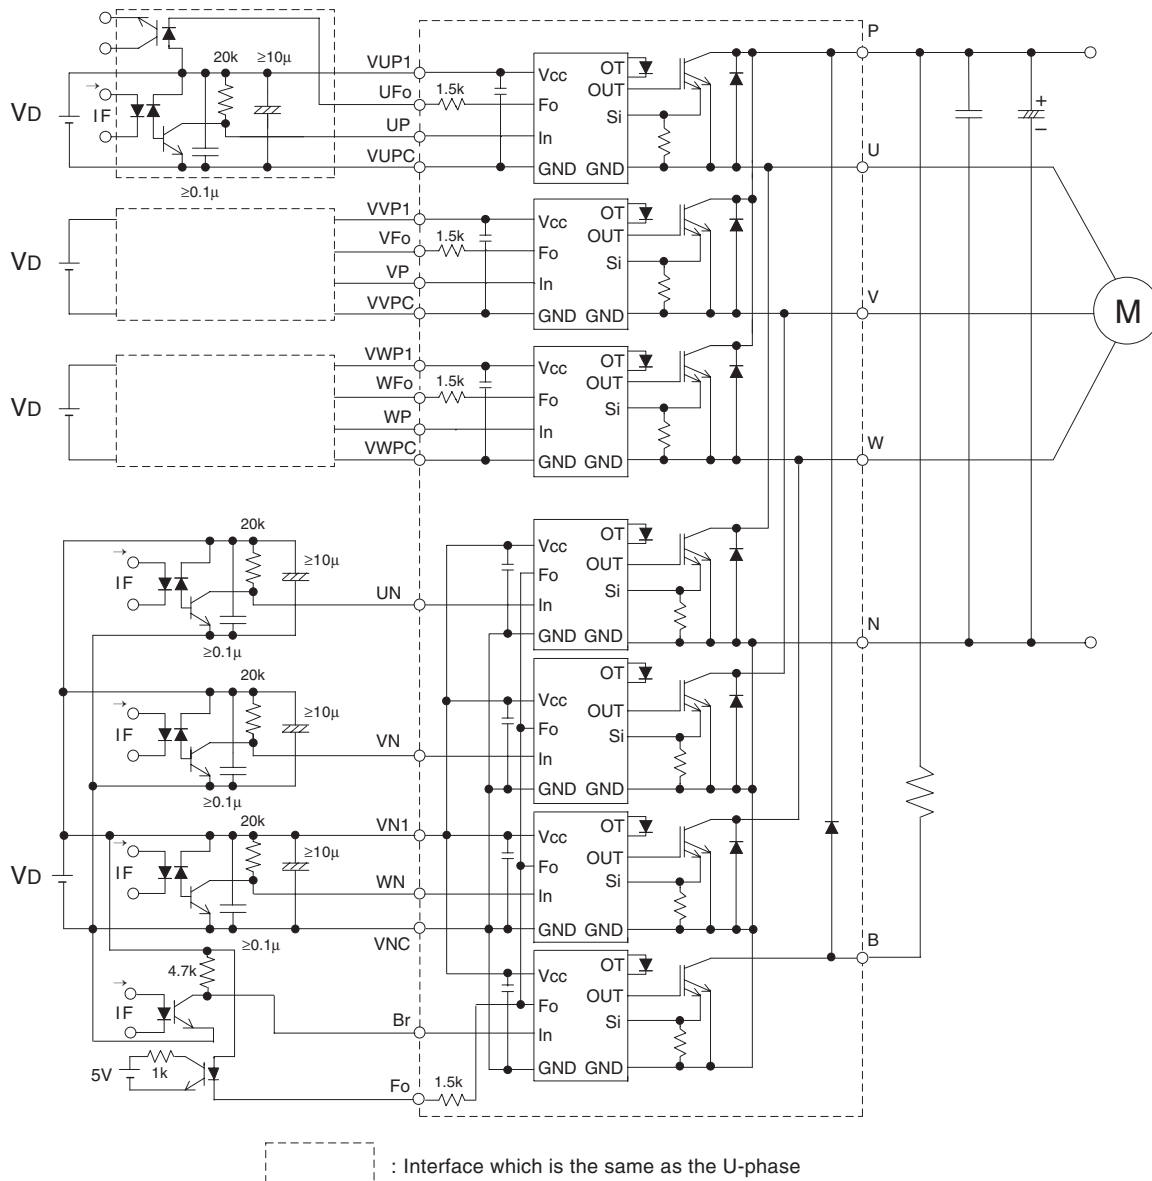 P
20k
≥10µ
VUP1
OT
Vcc
OUT
UFo
1.5k
Fo
Si
VD
IF
UP
In
VUPC
GND GND
U
≥0.1µ
+
–
VVP1
Vcc
OT
OUT
VFo
1.5k
Fo
Si
VD
VP
In
VVPC
GND GND
V
M
VWP1
Vcc
OT
OUT
WFo
1.5k
Fo
Si
VD
WP
In
VWPC
GND GND
W
20k
≥10µ
IF
OT
Vcc
OUT
Fo
Si
UN
In
GND GND
N
≥0.1µ
20k
≥10µ
IF
OT
Vcc
OUT
Fo
Si
VN
In
GND GND
≥0.1µ
20k
≥10µ
VN1
Vcc
OT
OUT
IF
Fo
Si
VD
WN
In
VNC
GND GND
≥0.1µ
B
4.7k
OT
Vcc
OUT
IF
Fo
Si
Br
In
GND GND
5V
1k
Fo
1.5k
: Interface which is the same as the U-phase